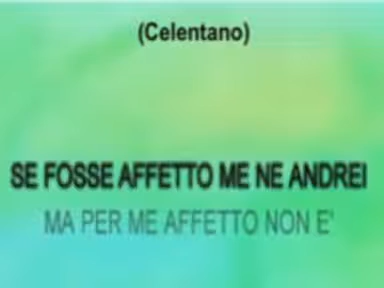 (Celentano)
SE FOSSE AFFETTO ME NE ANDREI
MA PER ME AFFETTO NON E'